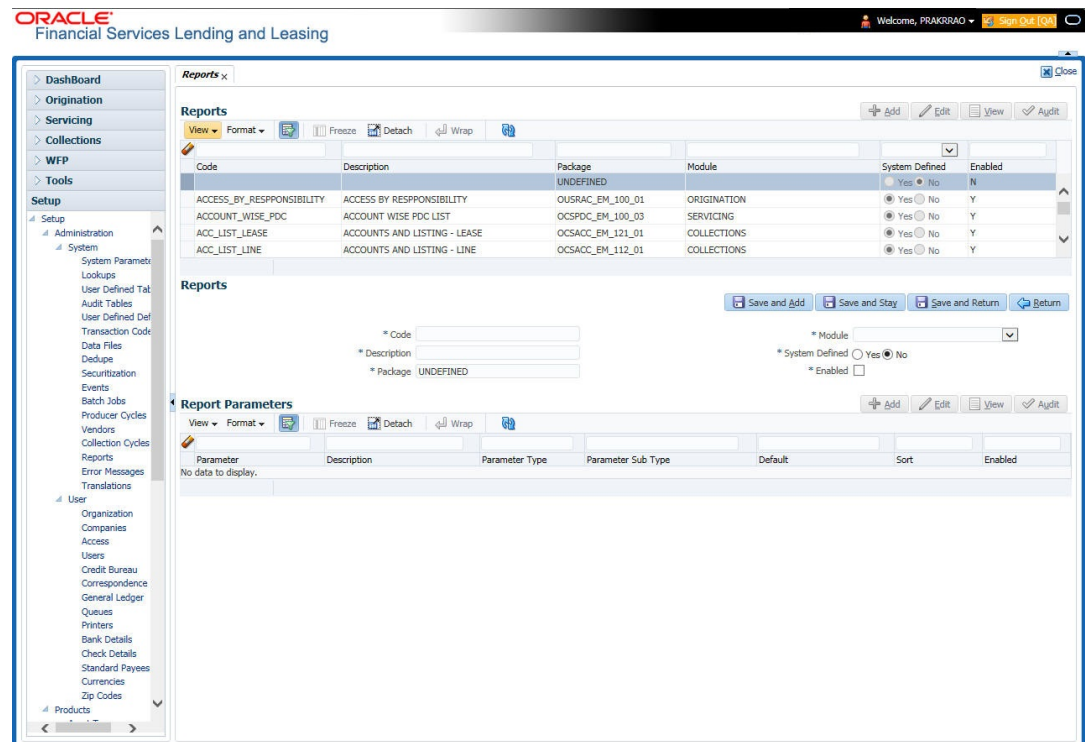 ORACLE
Financial Services Lending and Leasing
Welcome, PRAKRRAO
Sign Out [QA]
Close
DashBoard
Origination
Servicing
Collections
WFP
Tools
Setup
Setup
Administration
System
System Paramete
Lookups
User Defined Tab
Audit Tables
User Defined Def
Transaction Code
Data Files
Dedupe
Securitization
Events
Batch Jobs
Producer Cycles
Vendors
Collection Cycles
Reports
Error Messages
Translations
User
Organization
Companies
Access
Users
Credit Bureau
Correspondence
General Ledger
Queues
Printers
Bank Details
Check Details
Standard Payees
Currencies
Zip Codes
Products
Reports
Reports
Add Edit View Audit
View Format Freeze Detach Wrap
Code Description Package Module System Defined Enabled
UNDEFINED Yes No N
ACCESS_BY_RESPPONSIBILITY ACCESS BY RESPPONSIBILITY OUSRAC_EM_100_01 ORIGINATION Yes No Y
ACCOUNT_WISE_PDC ACCOUNT WISE PDC LIST OCSPDC_EM_100_03 SERVICING Yes No Y
ACC_LIST_LEASE ACCOUNTS AND LISTING - LEASE OCSACC_EM_121_01 COLLECTIONS Yes No Y
ACC_LIST_LINE ACCOUNTS AND LISTING - LINE OCSACC_EM_112_01 COLLECTIONS Yes No Y
Reports
Save and Add Save and Stay Save and Return Return
* Code * Module
* Description * System Defined Yes No
* Package UNDEFINED * Enabled
Report Parameters
Add Edit View Audit
View Format Freeze Detach Wrap
Parameter Description Parameter Type Parameter Sub Type Default Sort Enabled
No data to display.